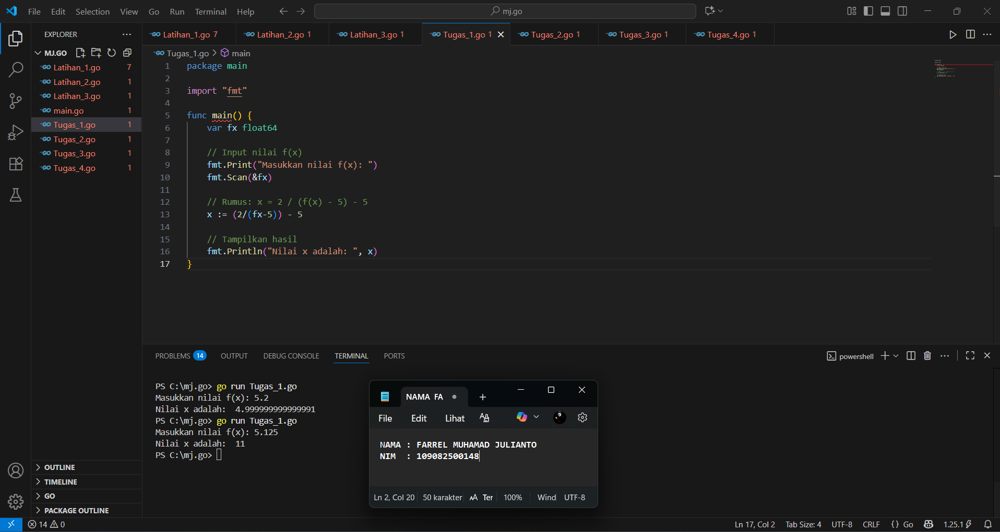 File Edit Selection View Go Run Terminal Help mj.go
EXPLORER
MJ.GO
Latihan_1.go 7
Latihan_2.go 1
Latihan_3.go 1
main.go 1
Tugas_1.go 1
Tugas_2.go 1
Tugas_3.go 1
Tugas_4.go 1
OUTLINE
TIMELINE
GO
PACKAGE OUTLINE
GO Latihan_1.go 7 GO Latihan_2.go 1 GO Latihan_3.go 1 GO Tugas_1.go 1 GO Tugas_2.go 1 GO Tugas_3.go 1 GO Tugas_4.go 1
GO Tugas_1.go > main
1 package main
2
3 import "fmt"
4
5 func main() {
6 var fx float64
7
8 // Input nilai f(x)
9 fmt.Print("Masukkan nilai f(x): ")
10 fmt.Scan(&fx)
11
12 // Rumus: x = 2 / (f(x) - 5) - 5
13 x := (2/(fx-5)) - 5
14
15 // Tampilkan hasil
16 fmt.Println("Nilai x adalah: ", x)
17 }
PROBLEMS 14 OUTPUT DEBUG CONSOLE TERMINAL PORTS powershell
PS C:\mj.go> go run Tugas_1.go
Masukkan nilai f(x): 5.2
Nilai x adalah:  4.999999999999991
PS C:\mj.go> go run Tugas_1.go
Masukkan nilai f(x): 5.125
Nilai x adalah:  11
PS C:\mj.go>
NAMA FA
File Edit Lihat
NAMA : FARREL MUHAMAD JULIANTO
NIM  : 109082500148
Ln 2, Col 20 50 karakter Ter 100% Wind UTF-8
14 0 Ln 17, Col 2 Tab Size: 4 UTF-8 CRLF {} Go 1.25.1